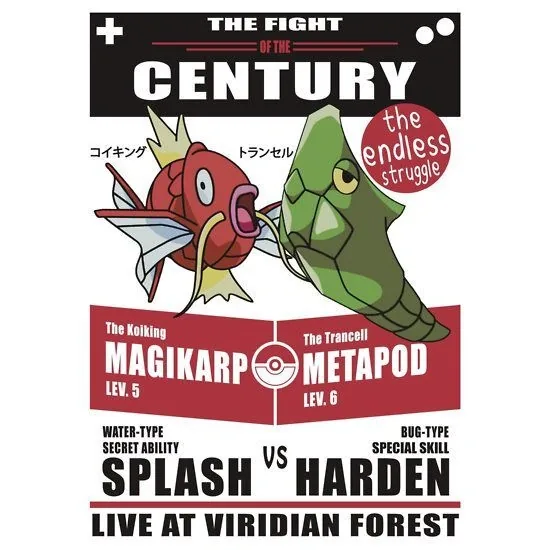 THE FIGHT
OF THE
CENTURY
the
endless
struggle
コイキング
トランセル
The Koiking
MAGIKARP
LEV. 5
The Trancell
METAPOD
LEV. 6
WATER-TYPE
SECRET ABILITY
SPLASH
VS
BUG-TYPE
SPECIAL SKILL
HARDEN
LIVE AT VIRIDIAN FOREST